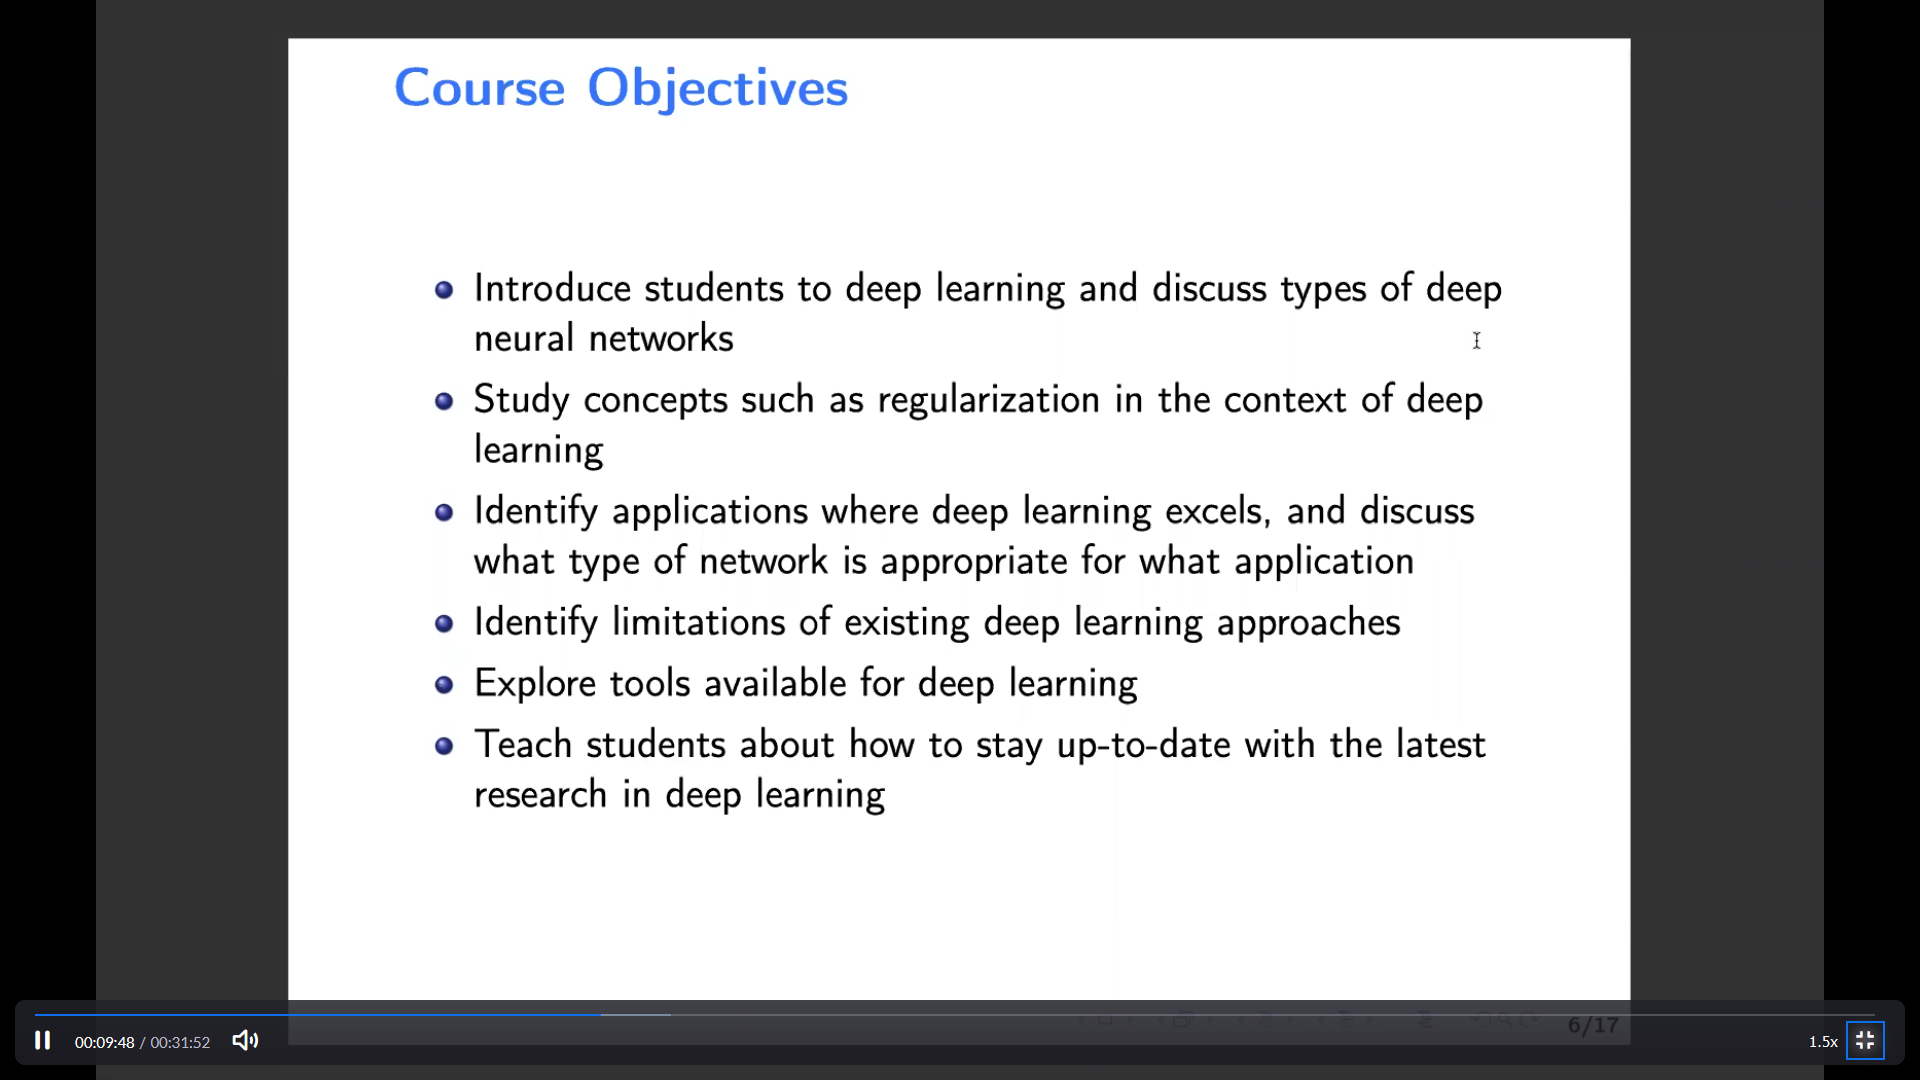 Course Objectives
Introduce students to deep learning and discuss types of deep
neural networks
Study concepts such as regularization in the context of deep
learning
Identify applications where deep learning excels, and discuss
what type of network is appropriate for what application
Identify limitations of existing deep learning approaches
Explore tools available for deep learning
Teach students about how to stay up-to-date with the latest
research in deep learning
6/17
00:09:48 / 00:31:52
1.5x